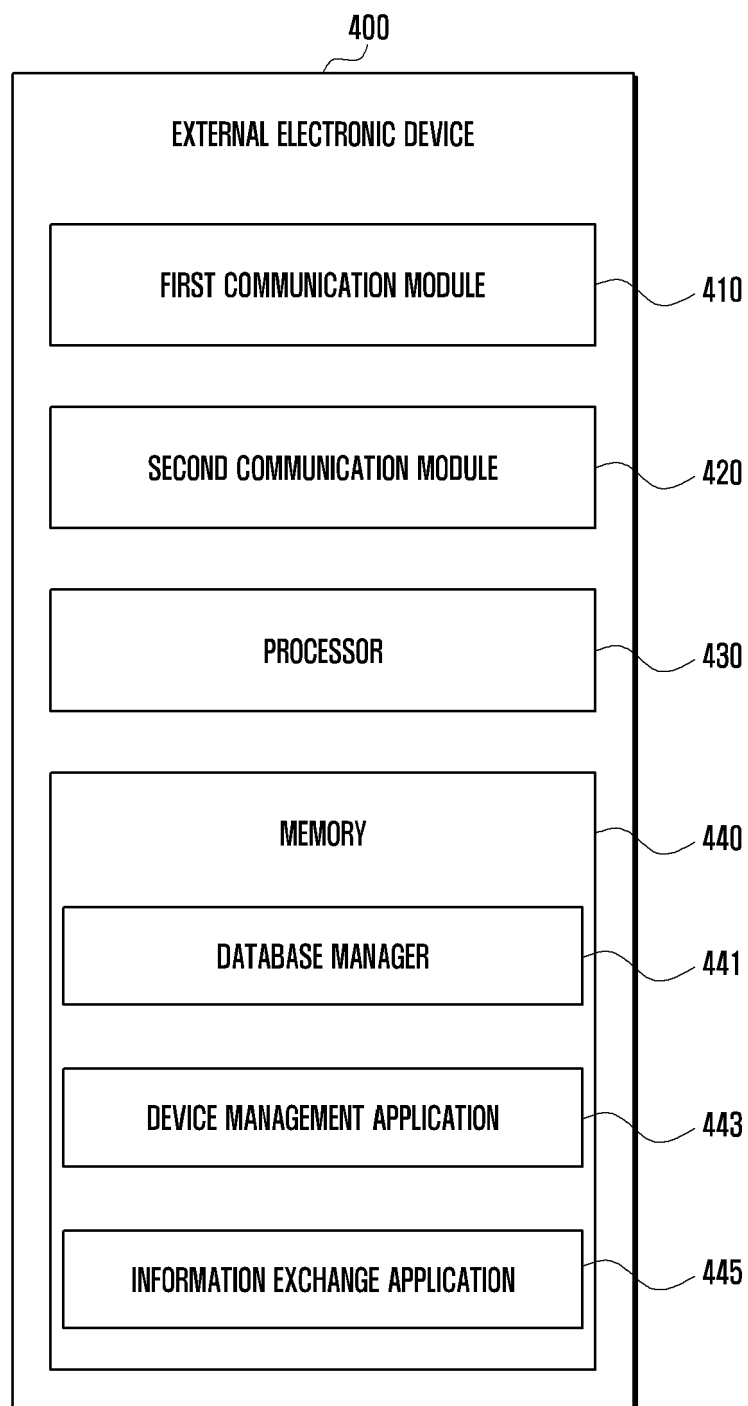 400
EXTERNAL ELECTRONIC DEVICE
FIRST COMMUNICATION MODULE
410
SECOND COMMUNICATION MODULE
420
PROCESSOR
430
MEMORY
440
DATABASE MANAGER
441
DEVICE MANAGEMENT APPLICATION
443
INFORMATION EXCHANGE APPLICATION
445